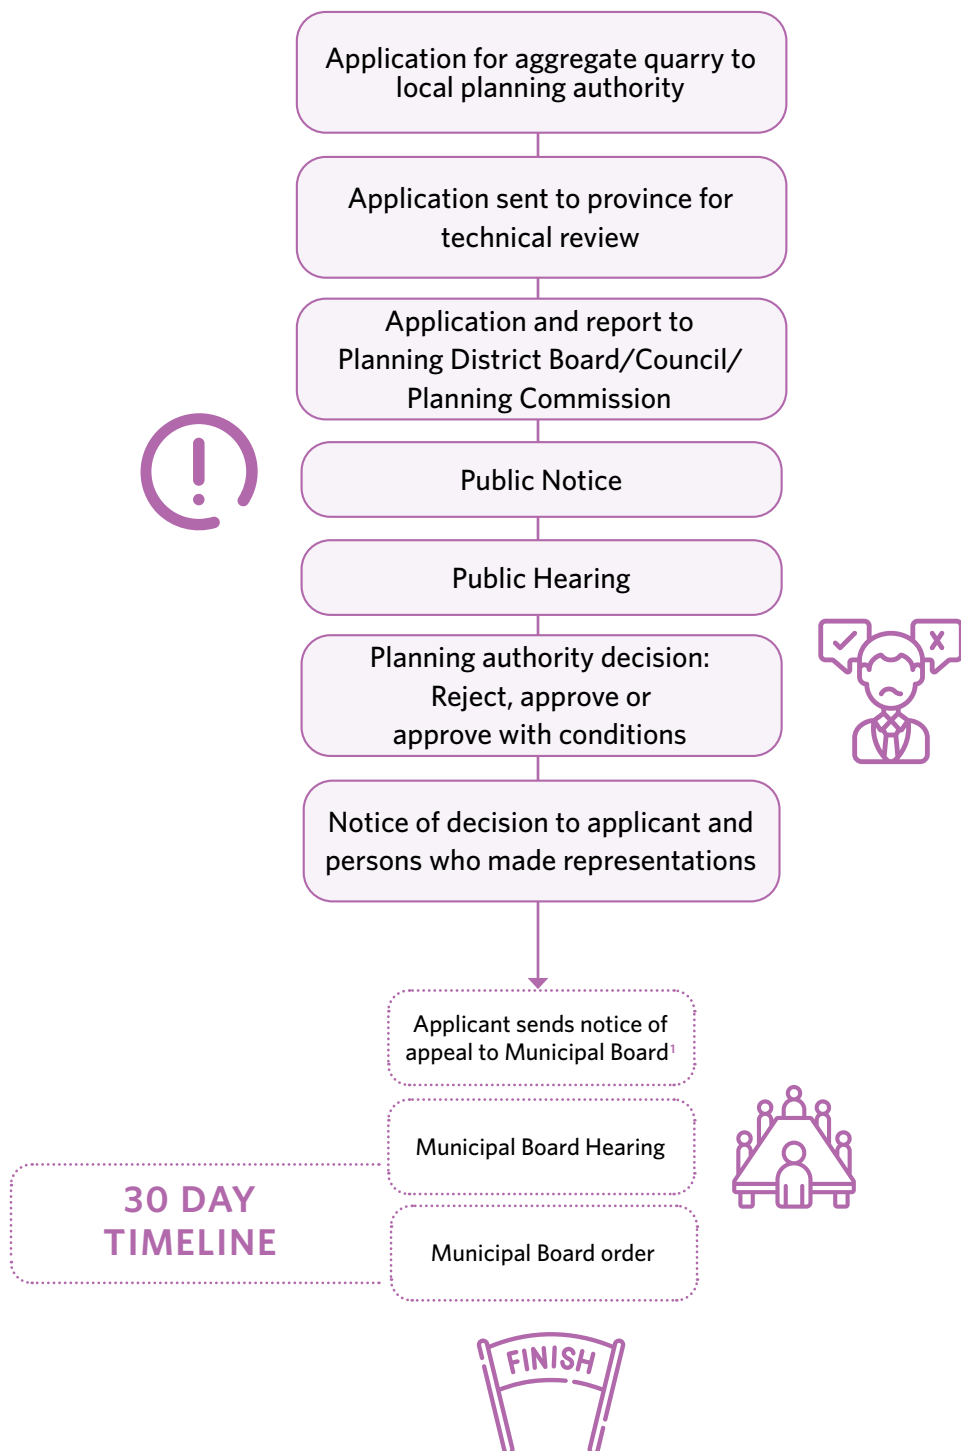 Application for aggregate quarry to
local planning authority
Application sent to province for
technical review
Application and report to
Planning District Board/Council/
Planning Commission
Public Notice
Public Hearing
Planning authority decision:
Reject, approve or
approve with conditions
Notice of decision to applicant and
persons who made representations
Applicant sends notice of
appeal to Municipal Board¹
Municipal Board Hearing
30 DAY
TIMELINE
Municipal Board order
FINISH